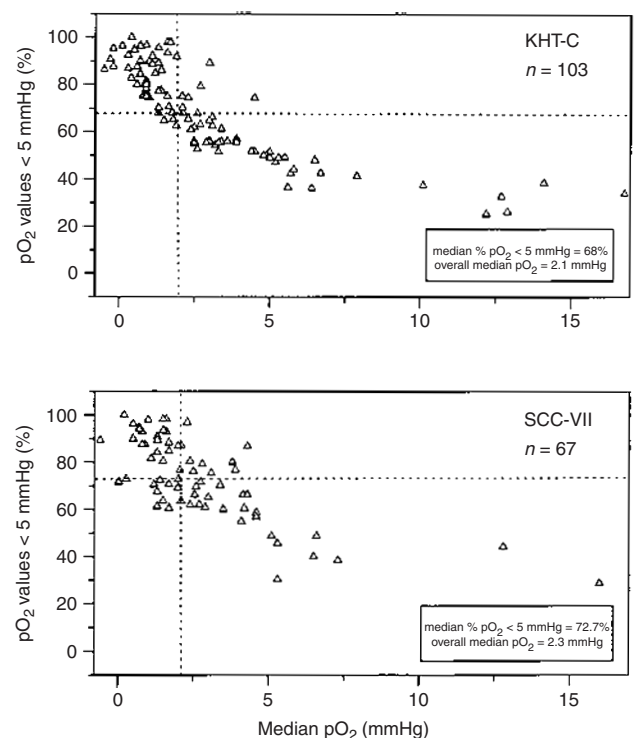 KHT-C
n = 103
pO₂ values < 5 mmHg (%)
100
80
60
40
20
0
median % pO₂ < 5 mmHg = 68%
overall median pO₂ = 2.1 mmHg
0 5 10 15
SCC-VII
n = 67
pO₂ values < 5 mmHg (%)
100
80
60
40
20
0
median % pO₂ < 5 mmHg = 72.7%
overall median pO₂ = 2.3 mmHg
0 5 10 15
Median pO₂ (mmHg)